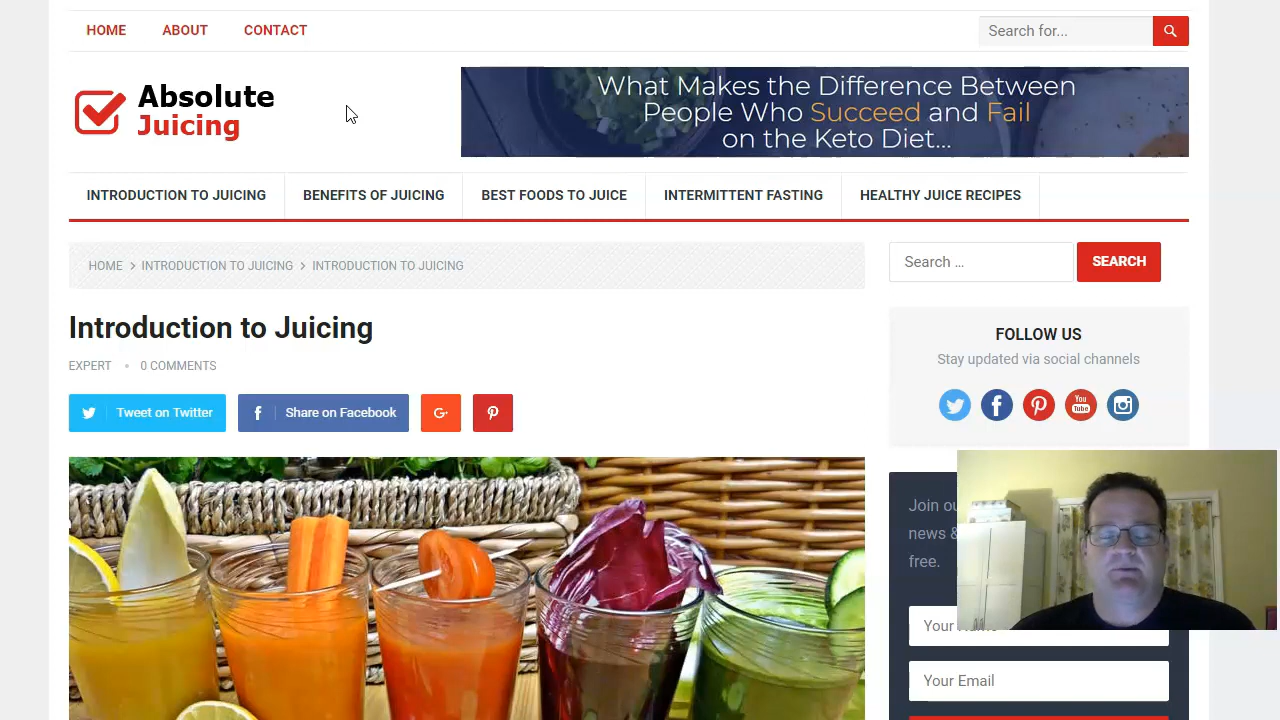 HOME
ABOUT
CONTACT
Search for...
Absolute
Juicing
What Makes the Difference Between
People Who Succeed and Fail
on the Keto Diet...
INTRODUCTION TO JUICING
BENEFITS OF JUICING
BEST FOODS TO JUICE
INTERMITTENT FASTING
HEALTHY JUICE RECIPES
HOME > INTRODUCTION TO JUICING > INTRODUCTION TO JUICING
Search …
SEARCH
Introduction to Juicing
EXPERT • 0 COMMENTS
Tweet on Twitter
Share on Facebook
G+
FOLLOW US
Stay updated via social channels
You
Tube
Join
news &
free.
Your
Your Email